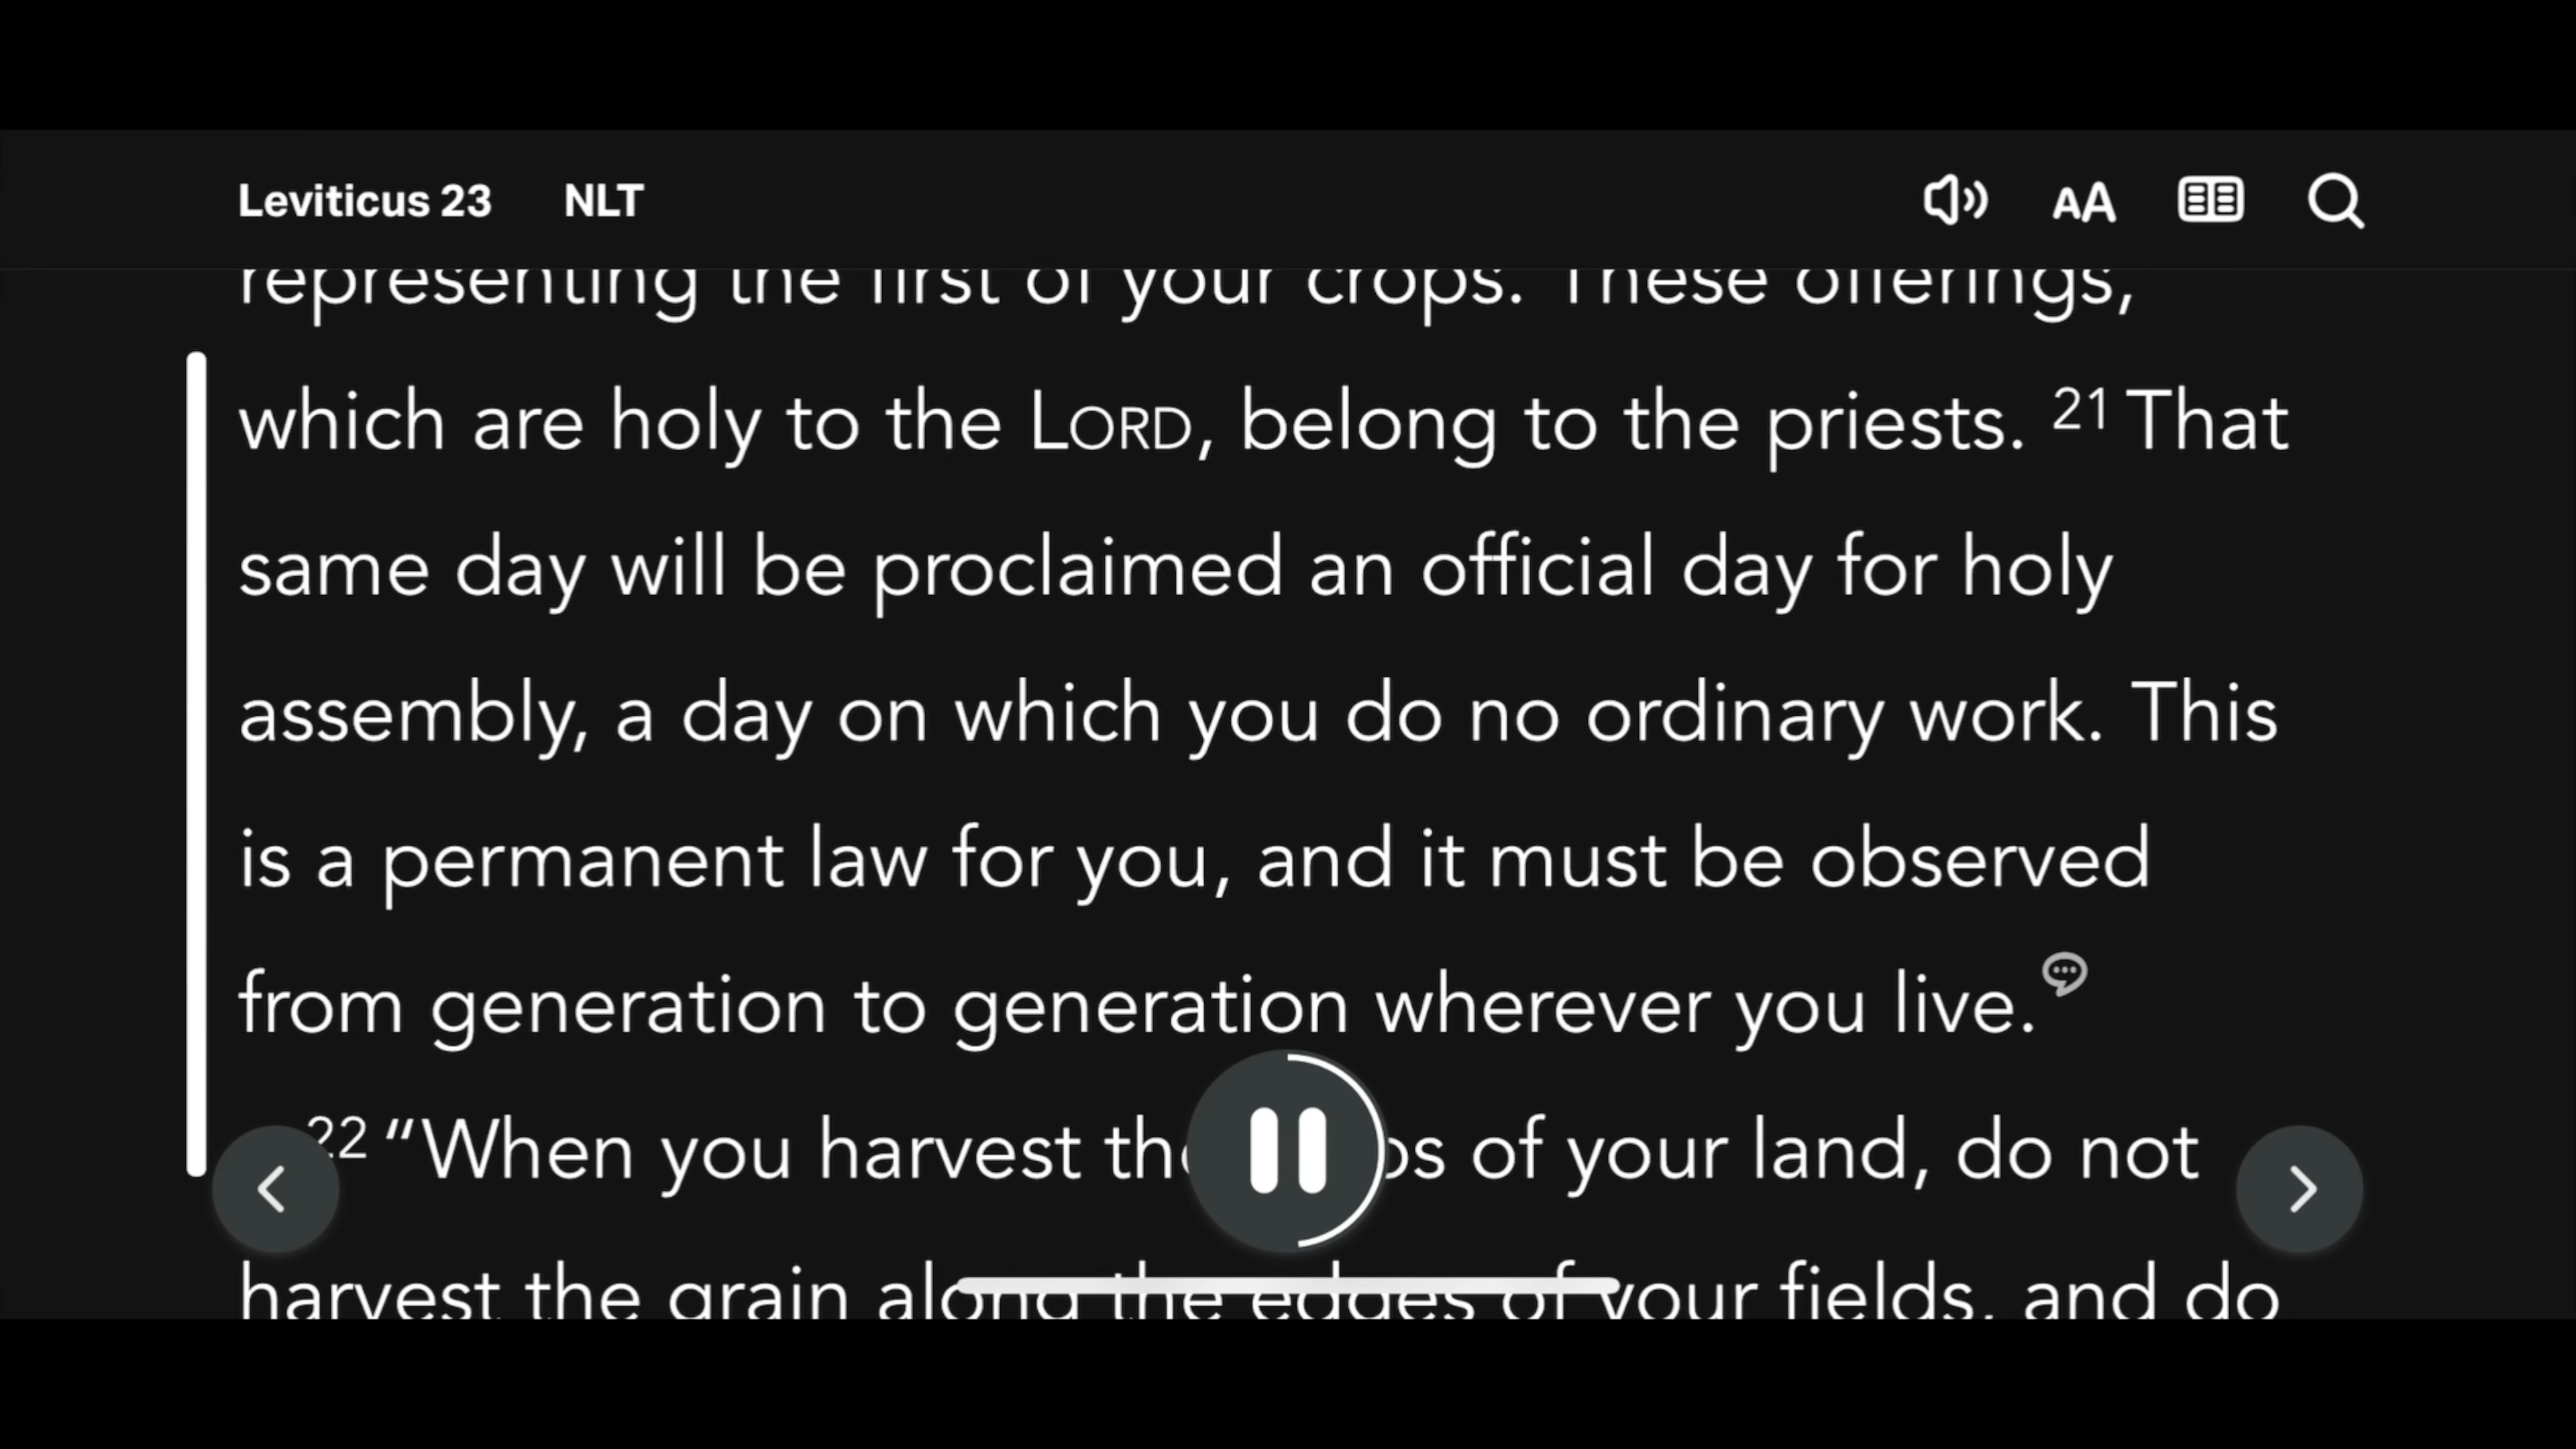 Leviticus 23 NLT AA
representing the first of your crops. These offerings,
which are holy to the LORD, belong to the priests. 21 That
same day will be proclaimed an official day for holy
assembly, a day on which you do no ordinary work. This
is a permanent law for you, and it must be observed
from generation to generation wherever you live.
22 “When you harvest of your land, do not
harvest the grain along the edges of your fields, and do